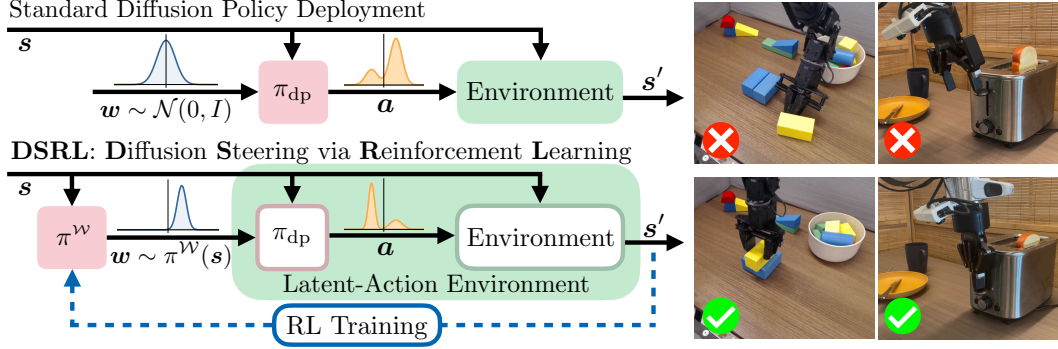 Standard Diffusion Policy Deployment
s
w ∼ N(0, I)
π_dp
a
Environment
s′
DSRL: Diffusion Steering via Reinforcement Learning
s
π^W
w ∼ π^W(s)
π_dp
a
Environment
s′
Latent-Action Environment
RL Training